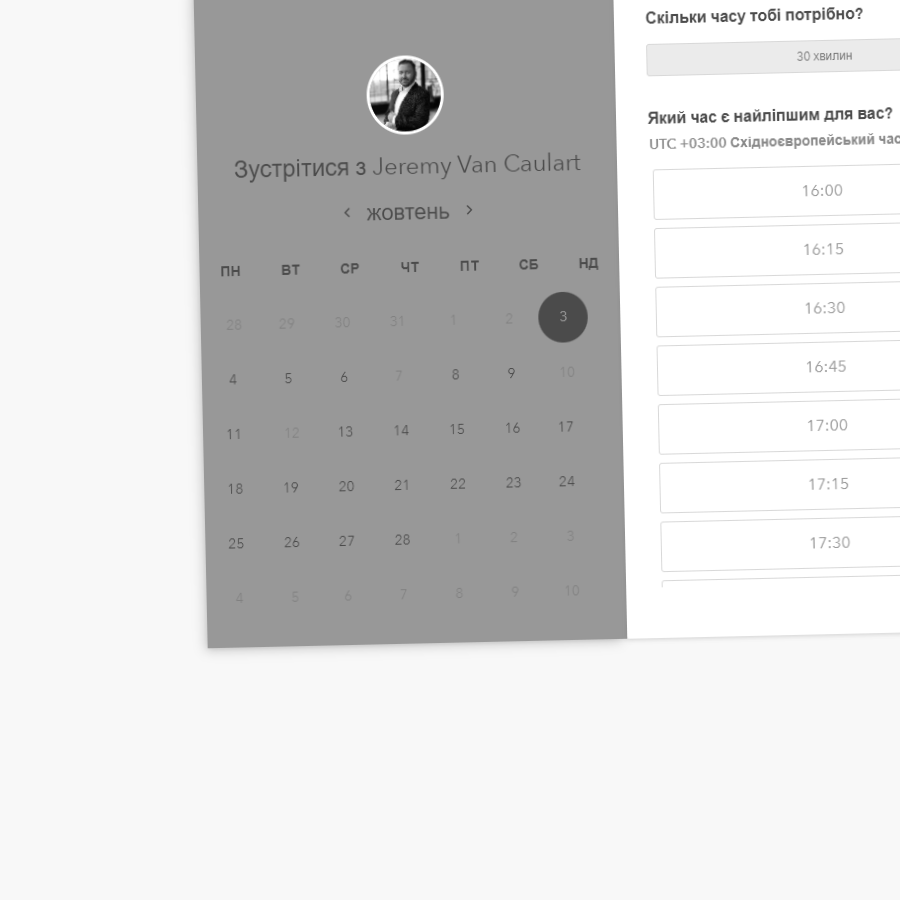 Зустрітися з Jeremy Van Caulart
< жовтень >
ПН ВТ СР ЧТ ПТ СБ НД
28 29 30 31 1 2 3
4 5 6 7 8 9 10
11 12 13 14 15 16 17
18 19 20 21 22 23 24
25 26 27 28 1 2 3
4 5 6 7 8 9 10
Скільки часу тобі потрібно?
30 хвилин
Який час є найліпшим для вас?
UTC +03:00 Східноєвропейський час
16:00
16:15
16:30
16:45
17:00
17:15
17:30